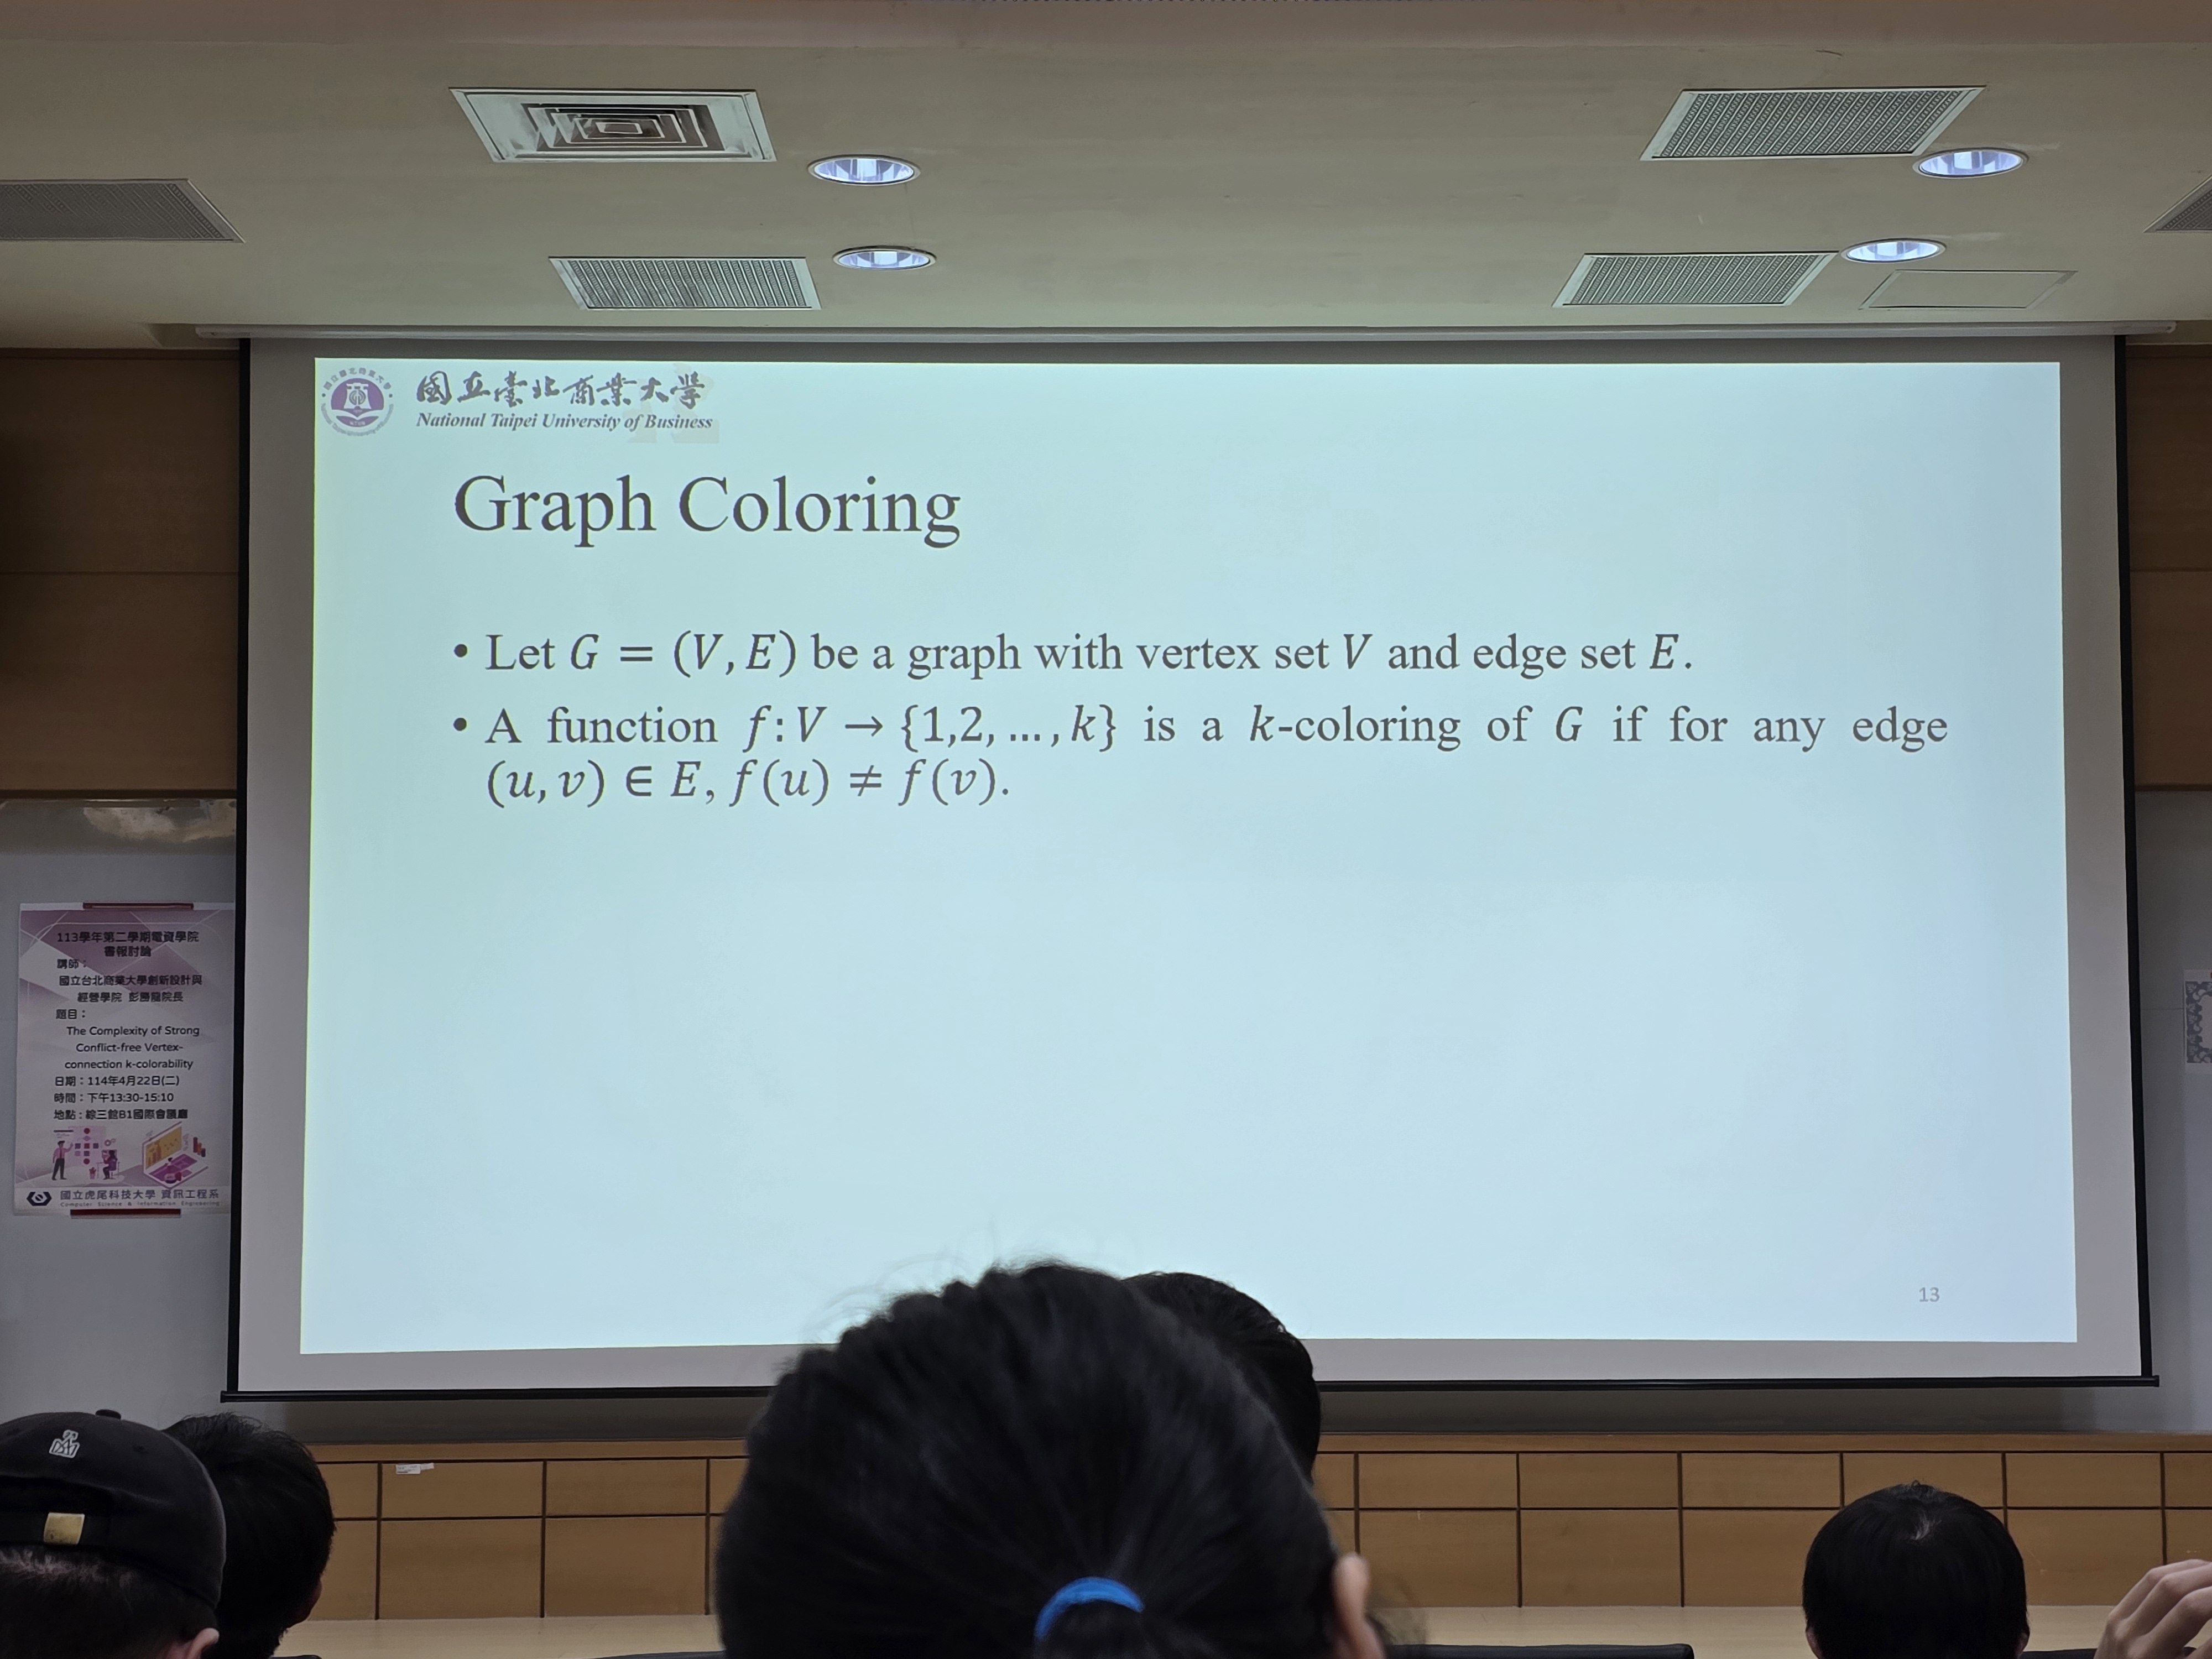 國立臺北商業大學
National Taipei University of Business
Graph Coloring
• Let G = (V, E) be a graph with vertex set V and edge set E.
• A function f: V → {1,2, … , k} is a k-coloring of G if for any edge
(u, v) ∈ E, f(u) ≠ f(v).
13
113學年第二學期電資學院
書報討論
講師：
國立台北商業大學創新設計與
經營學院 彭勝龍院長
題目：
The Complexity of Strong
Conflict-free Vertex-
connection k-colorability
日期：114年4月22日(二)
時間：下午13:30-15:10
地點：綜三館B1國際會議廳
國立虎尾科技大學 資訊工程系
Computer Science & Information Engineering